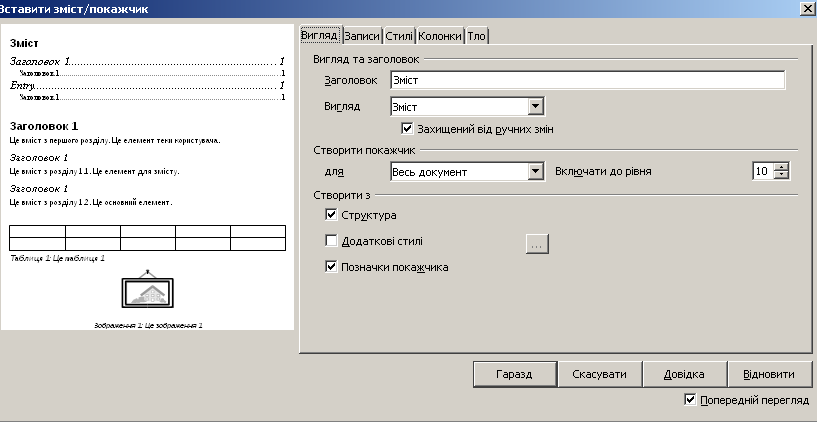 Вставити зміст/покажчик
Зміст
Заголовок 1 1
Заголовок 1 1
Entry 1
Заголовок 1 1
Заголовок 1
Це вміст з першого розділу. Це елемент теки користувача.
Заголовок 1
Це вміст з розділу 1.1. Це елемент для змісту.
Заголовок 1
Це вміст з розділу 1.2. Це основний елемент.
Таблиця 1: Це таблиця 1
Зображення 1: Це зображення 1
Вигляд Записи Стилі Колонки Тло
Вигляд та заголовок
Заголовок Зміст
Вигляд Зміст
Захищений від ручних змін
Створити покажчик
для Весь документ Включати до рівня 10
Створити з
Структура
Додаткові стилі ...
Позначки покажчика
Гаразд Скасувати Довідка Відновити
Попередній перегляд